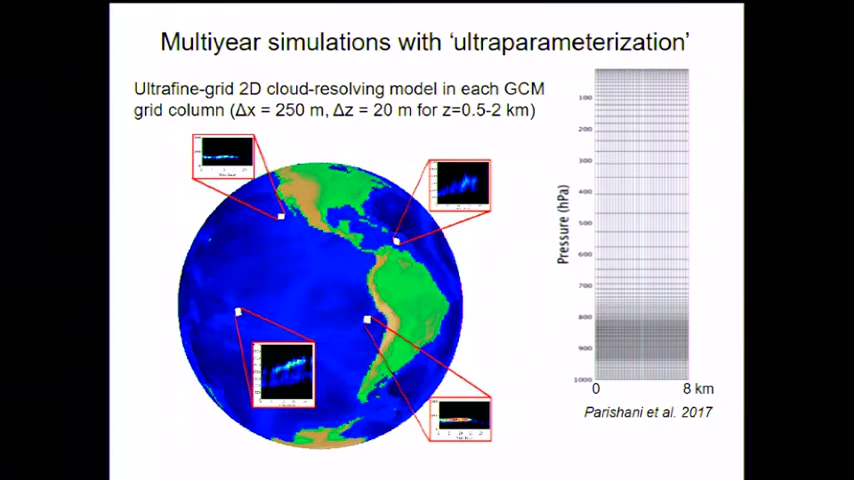 Multiyear simulations with ‘ultraparameterization’
Ultrafine-grid 2D cloud-resolving model in each GCM
grid column (Δx = 250 m, Δz = 20 m for z=0.5-2 km)
Pressure (hPa)
100
200
300
400
500
600
700
800
900
1000
0
8 km
Parishani et al. 2017